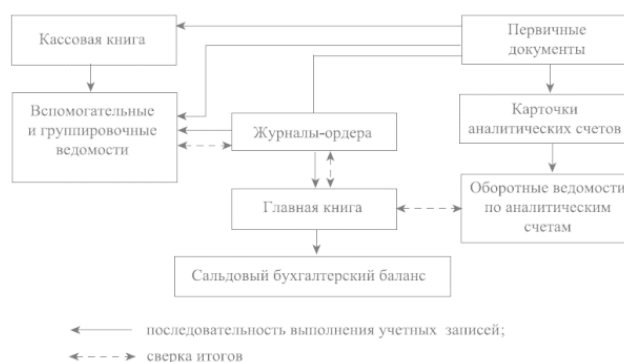 Кассовая книга
Первичные
документы
Вспомогательные
и группировочные
ведомости
Журналы-ордера
Карточки
аналитических счетов
Главная книга
Оборотные ведомости
по аналитическим
счетам
Сальдовый бухгалтерский баланс
последовательность выполнения учетных записей;
сверка итогов